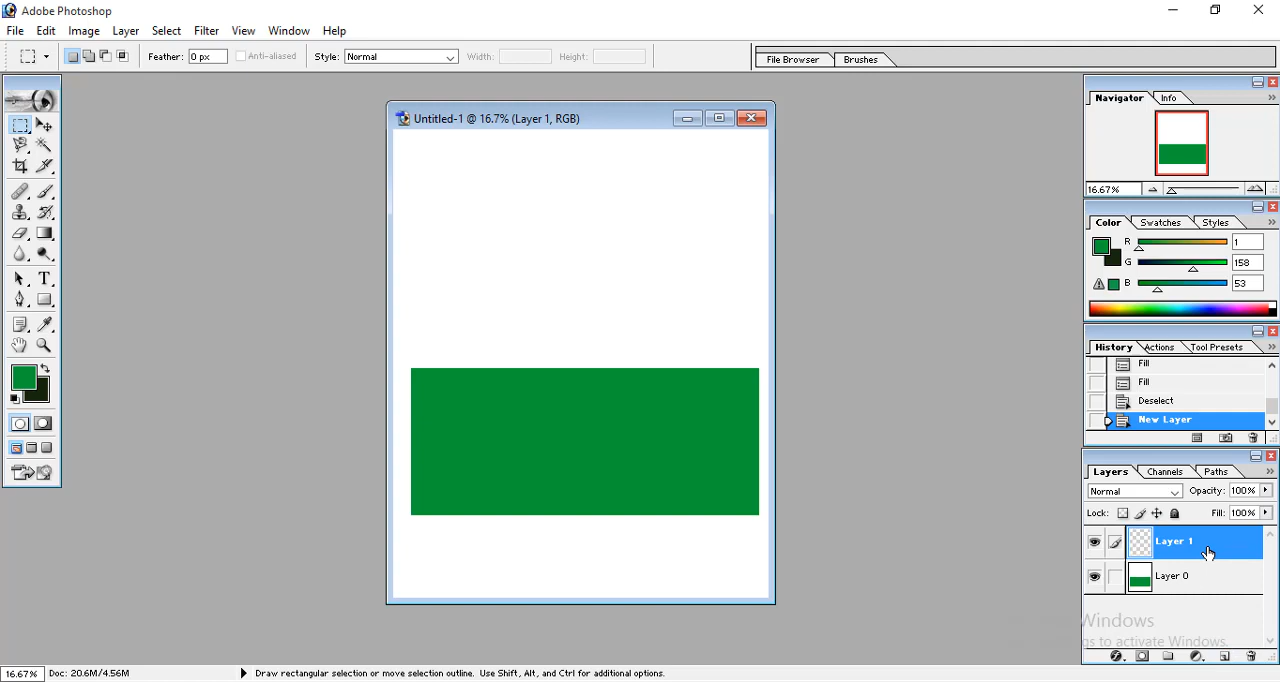 Adobe Photoshop
File Edit Image Layer Select Filter View Window Help
Feather: 0 px Anti-aliased Style: Normal Width: Height: File Browser Brushes
Untitled-1 @ 16.7% (Layer 1, RGB)
Navigator Info
16.67%
Color Swatches Styles
R 1
G 158
B 53
History Actions Tool Presets
Fill
Fill
Deselect
New Layer
Layers Channels Paths
Normal Opacity: 100%
Lock: Fill: 100%
Layer 1
Layer 0
Windows
gs to activate Windows.
16.67% Doc: 20.6M/4.56M Draw rectangular selection or move selection outline. Use Shift, Alt, and Ctrl for additional options.